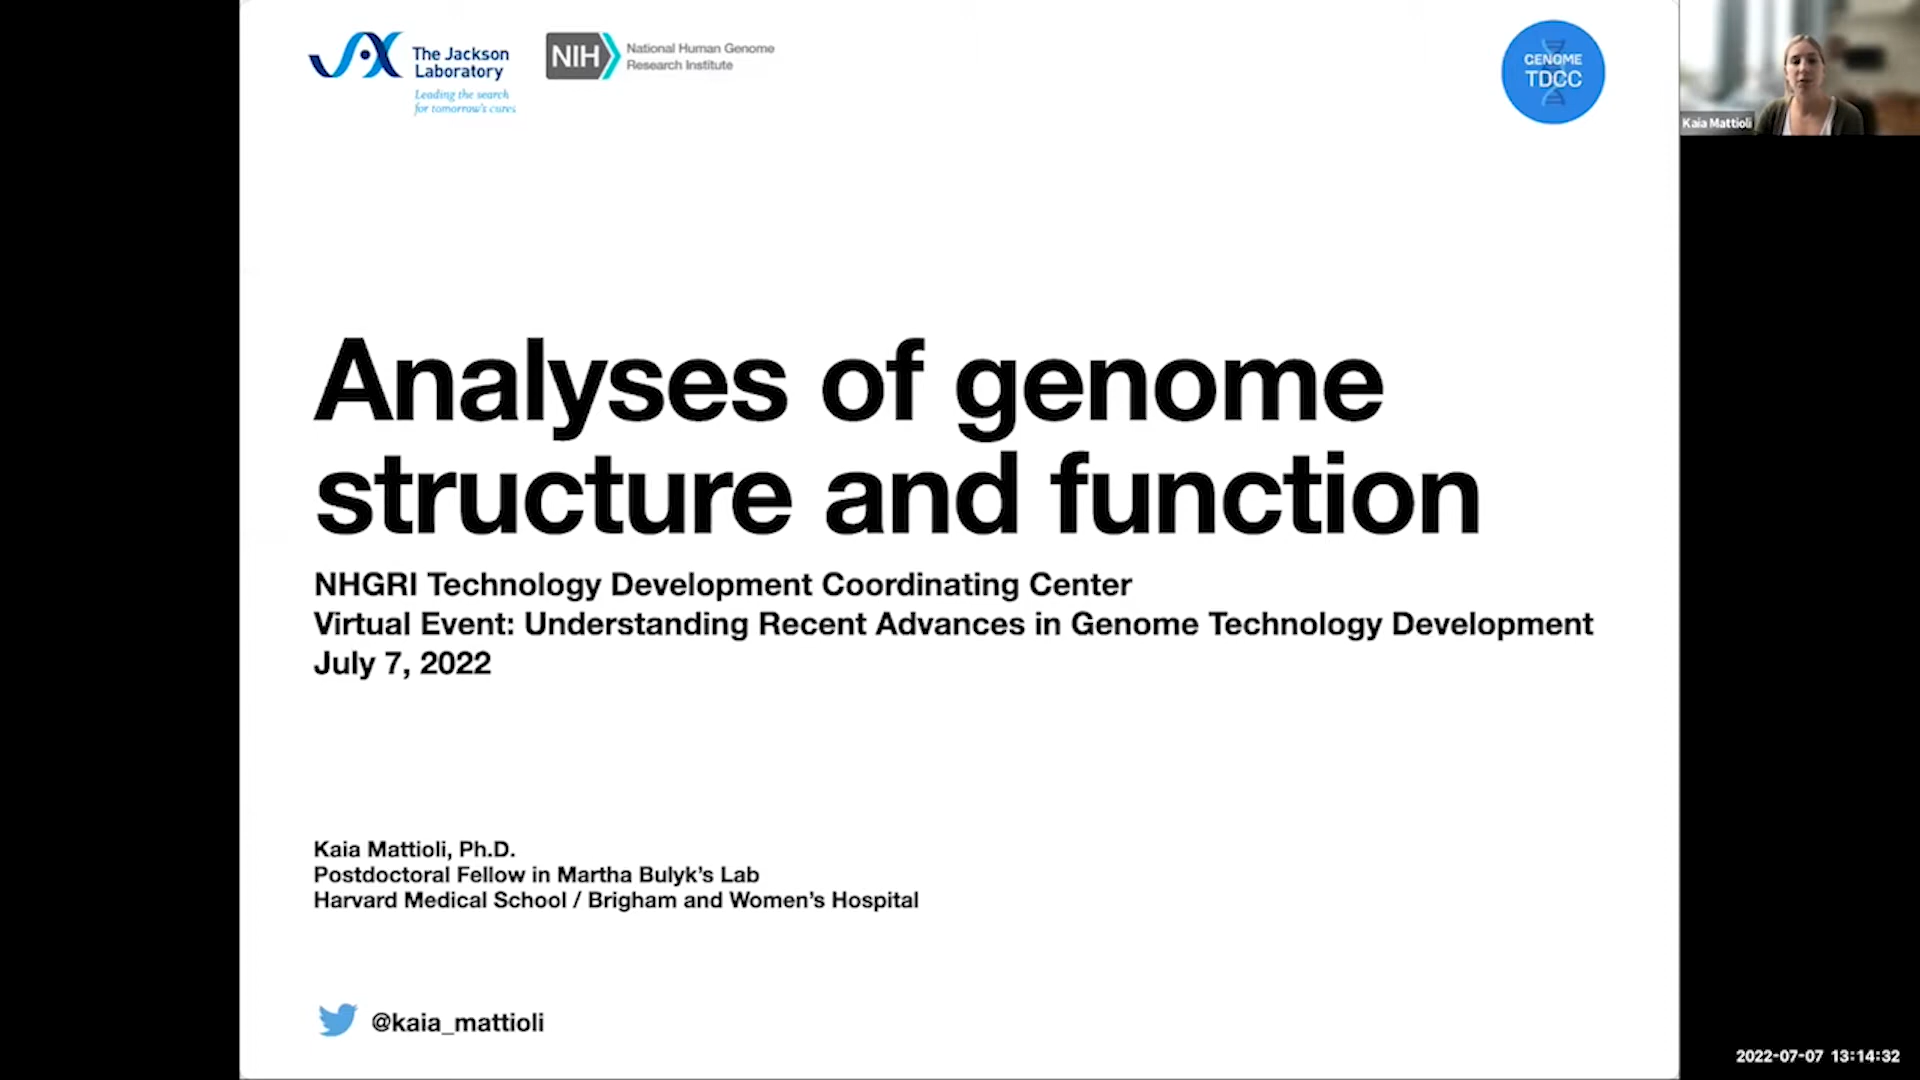 The Jackson
Laboratory
Leading the search
for tomorrow's cures
NIH
National Human Genome
Research Institute
GENOME
TDCC
Kaia Mattioli
Analyses of genome
structure and function
NHGRI Technology Development Coordinating Center
Virtual Event: Understanding Recent Advances in Genome Technology Development
July 7, 2022
Kaia Mattioli, Ph.D.
Postdoctoral Fellow in Martha Bulyk’s Lab
Harvard Medical School / Brigham and Women’s Hospital
@kaia_mattioli
2022-07-07 13:14:32